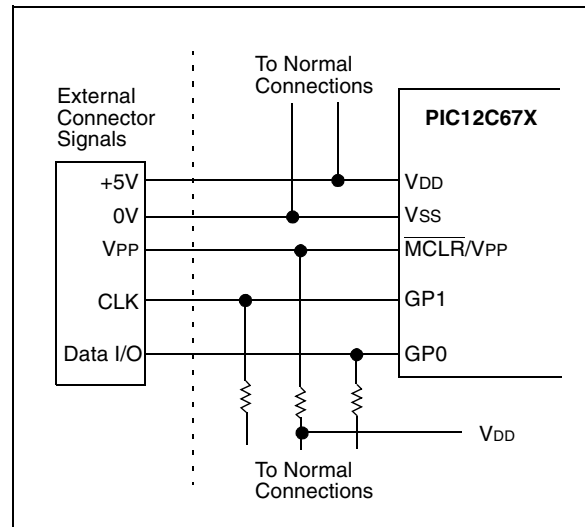 To Normal
Connections
External
Connector
Signals
PIC12C67X
+5V
VDD
0V
VSS
VPP
MCLR/VPP
CLK
GP1
Data I/O
GP0
VDD
To Normal
Connections